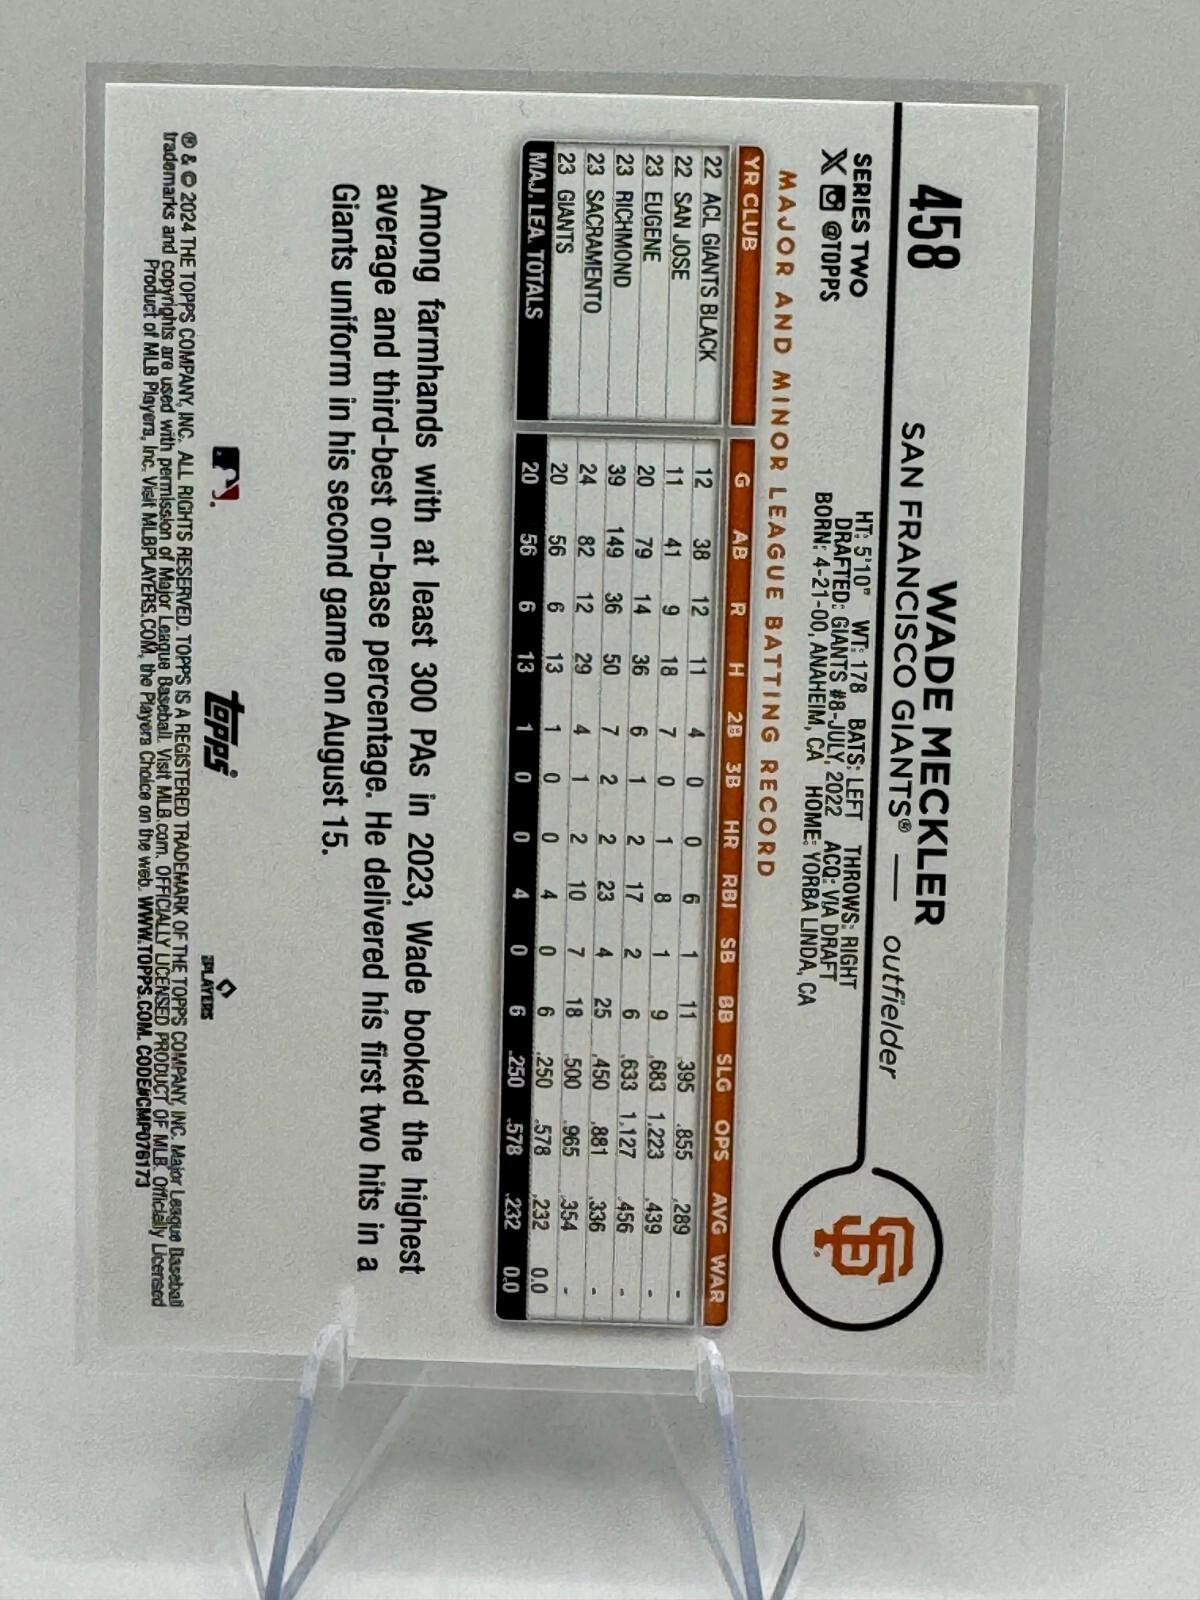 458
WADE MECKLER
SAN FRANCISCO GIANTS® — outfielder
SF
SERIES TWO
X @TOPPS
HT: 5'10" WT: 178 BATS: LEFT THROWS: RIGHT
DRAFTED: GIANTS #8-JULY, 2022 ACQ: VIA DRAFT
BORN: 4-21-00, ANAHEIM, CA HOME: YORBA LINDA, CA
MAJOR AND MINOR LEAGUE BATTING RECORD
YR CLUB G AB R H 2B 3B HR RBI SB BB SLG OPS AVG WAR
22 ACL GIANTS BLACK 12 38 12 11 4 0 0 6 1 11 .395 .855 .289 -
22 SAN JOSE 11 41 9 18 7 0 1 8 1 9 .683 1.223 .439 -
23 EUGENE 20 79 14 36 6 1 2 17 2 6 .633 1.127 .456 -
23 RICHMOND 39 149 36 50 7 2 2 23 4 25 .450 .881 .336 -
23 SACRAMENTO 24 82 12 29 4 1 2 10 7 18 .500 .965 .354 -
23 GIANTS 20 56 6 13 1 0 0 4 0 6 .250 .578 .232 0.0
MAJ. LEA. TOTALS 20 56 6 13 1 0 0 4 0 6 .250 .578 .232 0.0
Among farmhands with at least 300 PAs in 2023, Wade booked the highest
average and third-best on-base percentage. He delivered his first two hits in a
Giants uniform in his second game on August 15.
topps®
PLAYERS
® & © 2024 THE TOPPS COMPANY, INC. ALL RIGHTS RESERVED. TOPPS IS A REGISTERED TRADEMARK OF THE TOPPS COMPANY, INC. Major League Baseball
trademarks and copyrights are used with permission of Major League Baseball. Visit MLB.com. OFFICIALLY LICENSED PRODUCT OF MLB. Officially Licensed
Product of MLB Players, Inc. Visit MLBPLAYERS.COM, the Players Choice on the web. WWW.TOPPS.COM. CODE#CMP076173